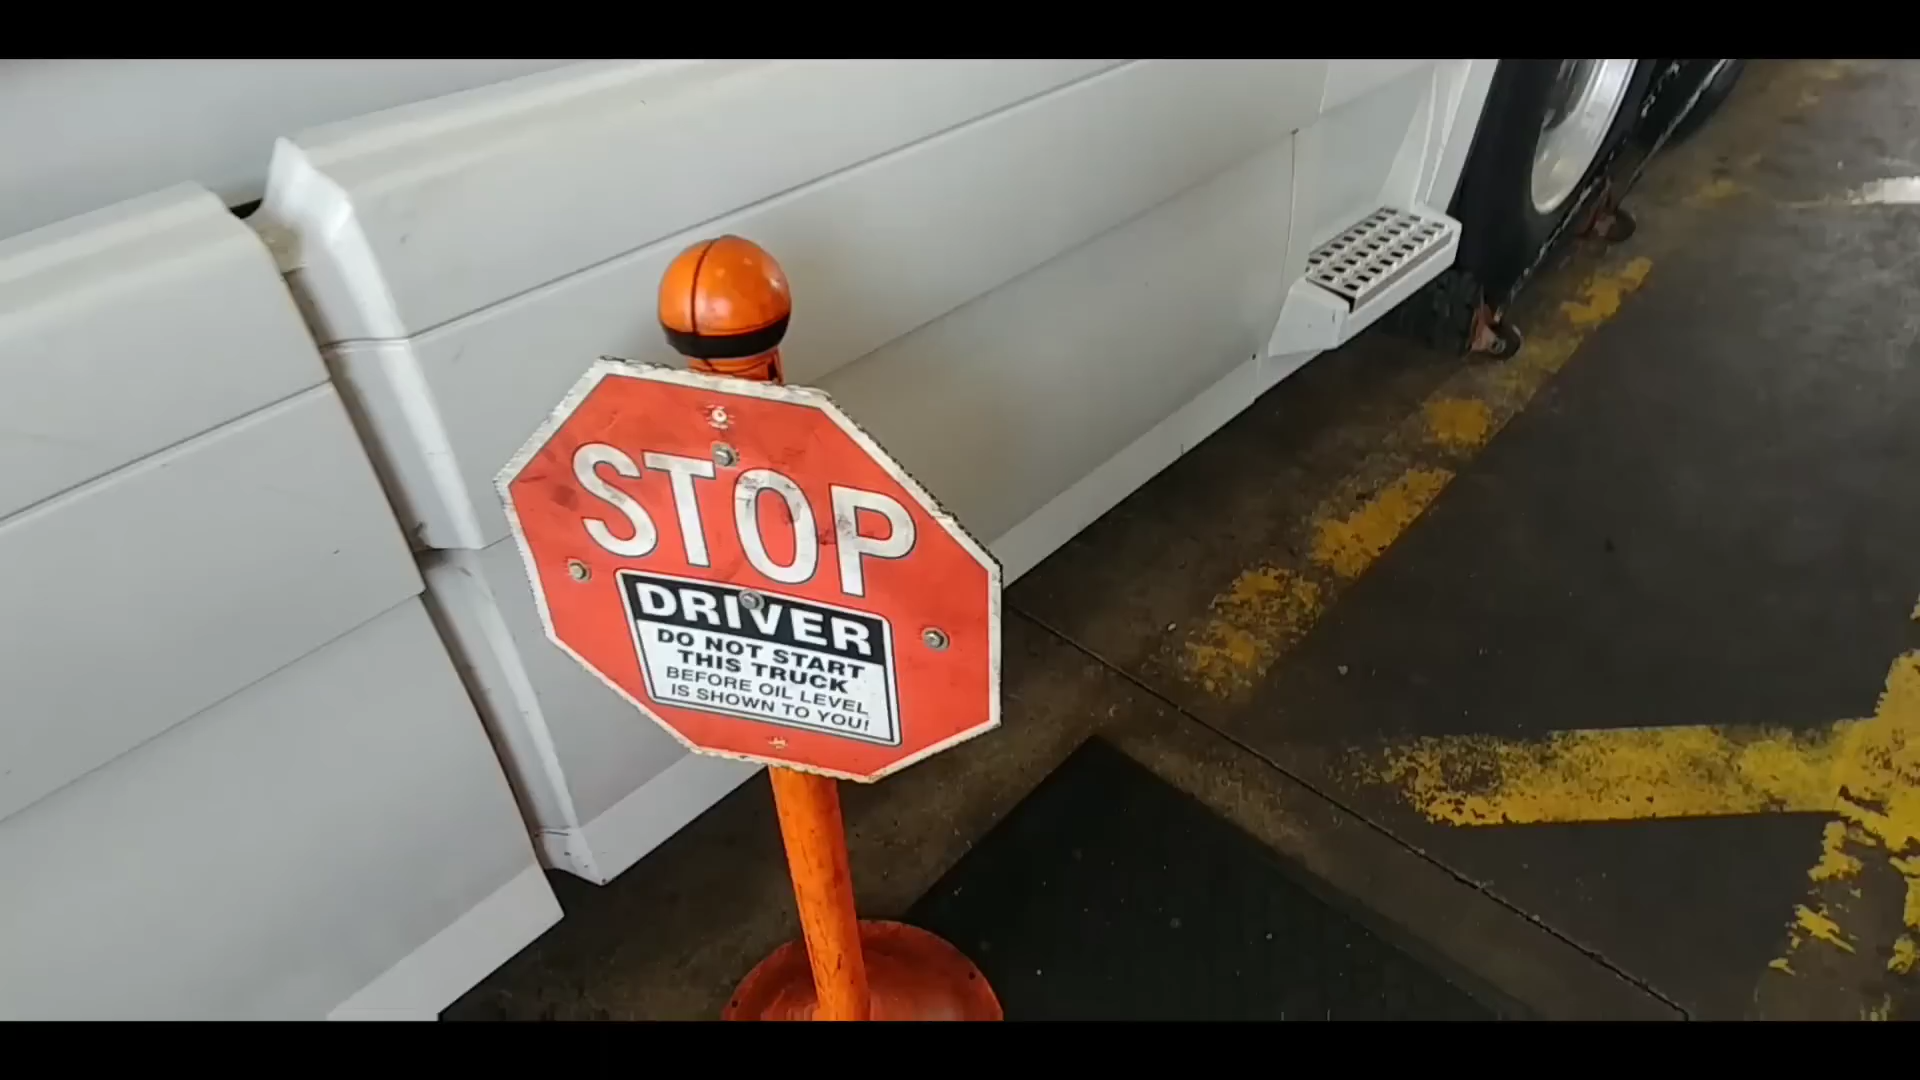 STOP
DRIVER
DO NOT START
THIS TRUCK
BEFORE OIL LEVEL
IS SHOWN TO YOU!